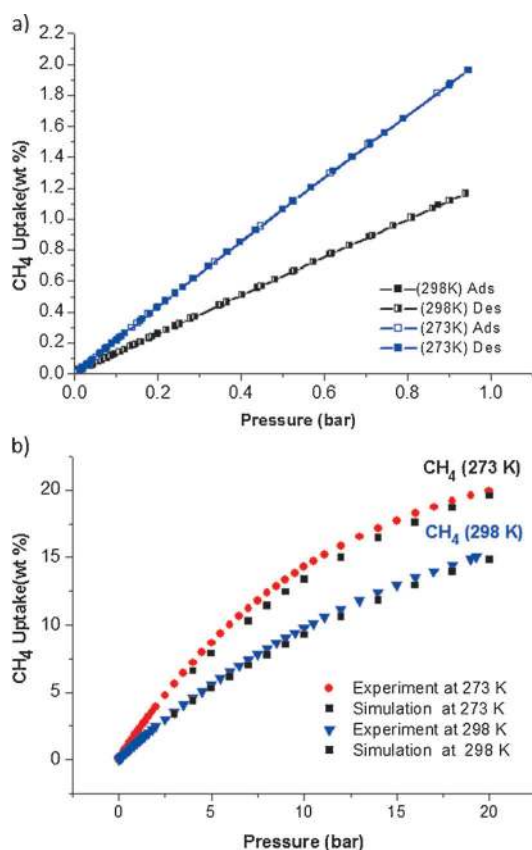 a)
2.2
2.0
1.8
1.6
1.4
1.2
1.0
0.8
0.6
0.4
0.2
0.0
CH₄ Uptake(wt %)
(298K) Ads
(298K) Des
(273K) Ads
(273K) Des
0.0 0.2 0.4 0.6 0.8 1.0
Pressure (bar)
b)
CH₄ (273 K)
CH₄ (298 K)
20
15
10
5
0
CH₄ Uptake(wt %)
Experiment at 273 K
Simulation at 273 K
Experiment at 298 K
Simulation at 298 K
0 5 10 15 20
Pressure (bar)